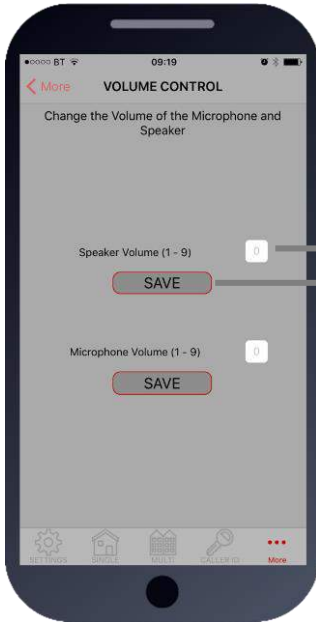 BT 09:19
More VOLUME CONTROL
Change the Volume of the Microphone and
Speaker
Speaker Volume (1 - 9) 0
SAVE
Microphone Volume (1 - 9) 0
SAVE
SETTINGS SINGLE MULTI CALLER ID More